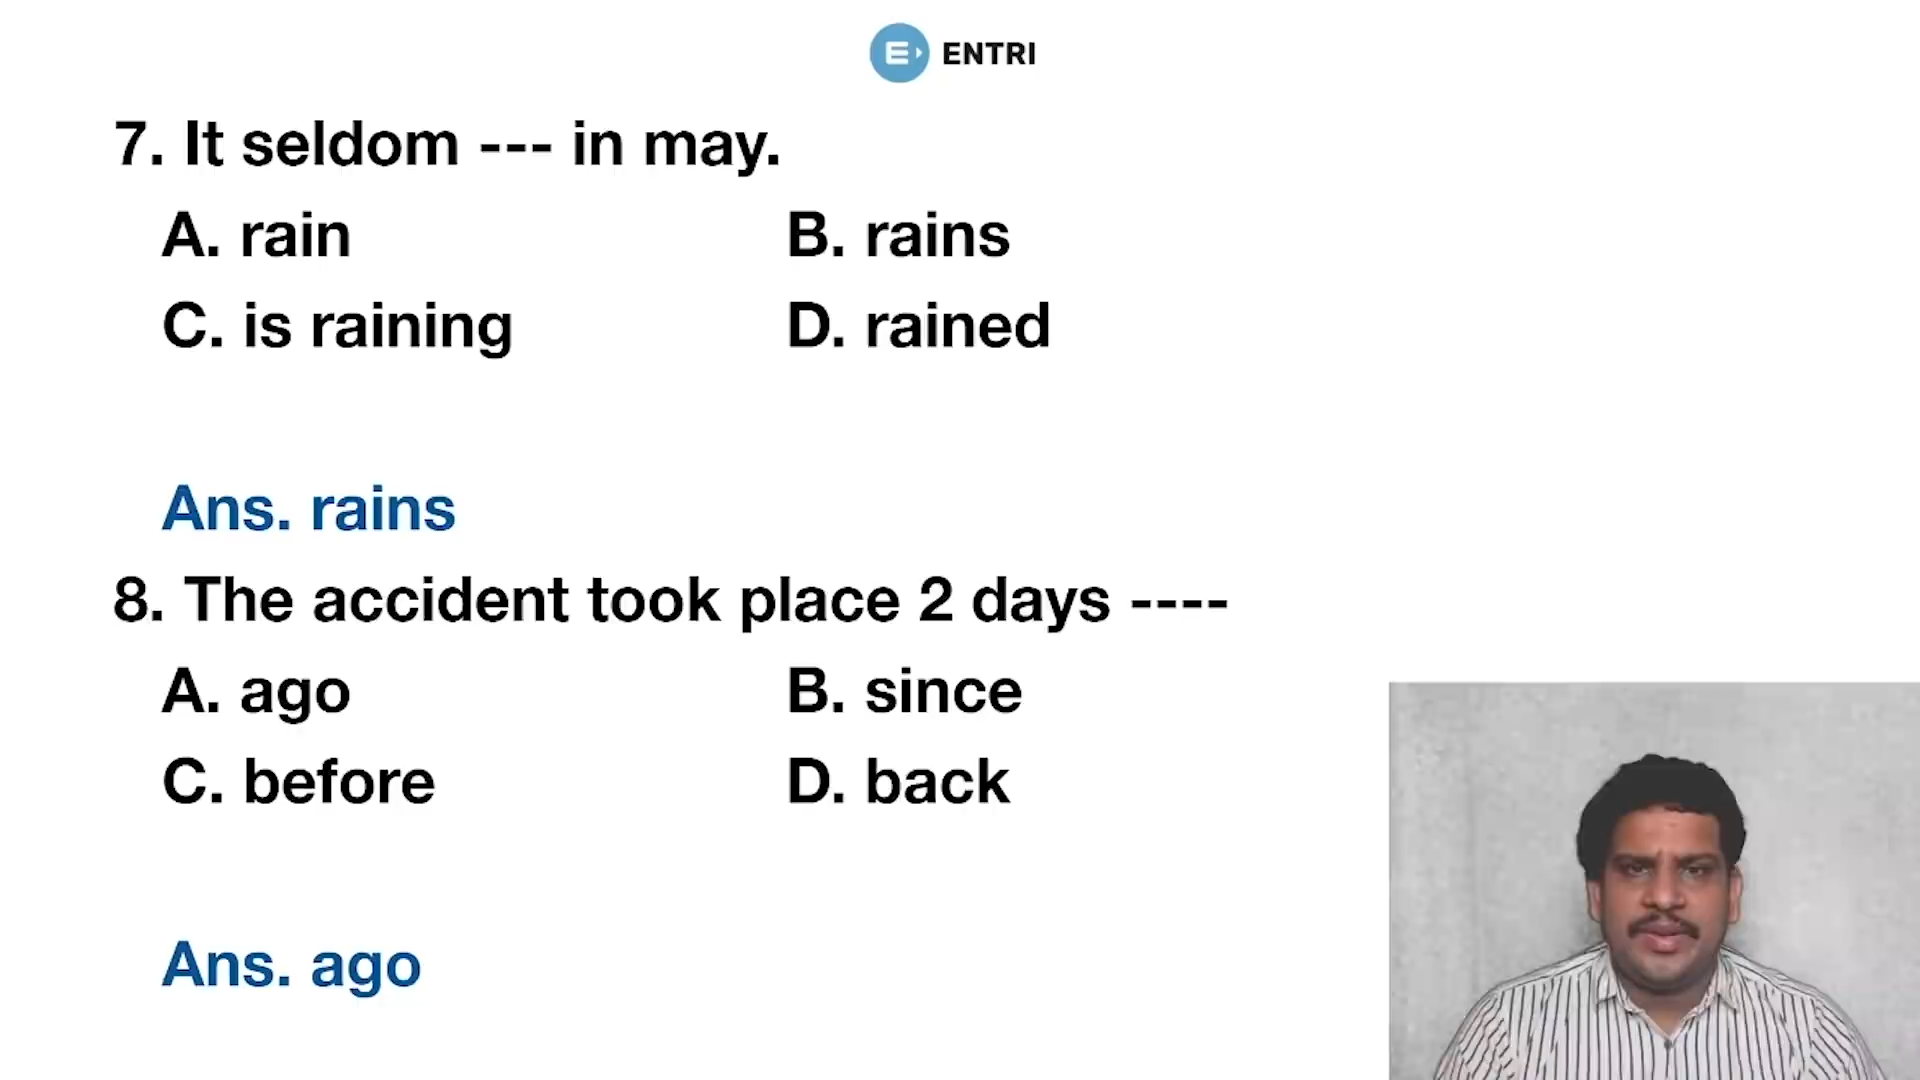 ENTRI
7. It seldom --- in may.
A. rain B. rains
C. is raining D. rained
Ans. rains
8. The accident took place 2 days ----
A. ago B. since
C. before D. back
Ans. ago